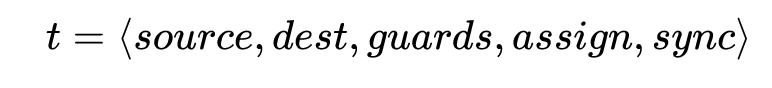 t = ⟨source, dest, guards, assign, sync⟩